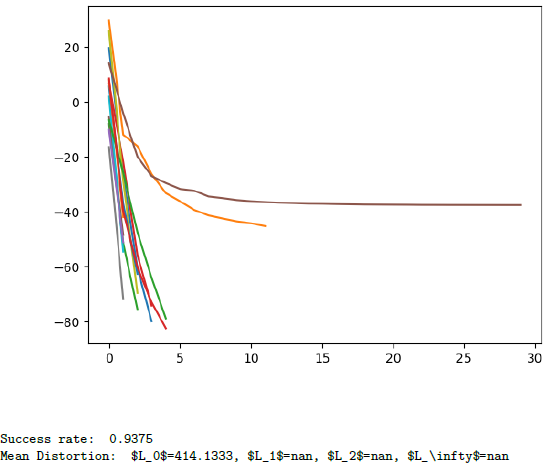 20
0
−20
−40
−60
−80
0 5 10 15 20 25 30
Success rate: 0.9375
Mean Distortion: $L_0$=414.1333, $L_1$=nan, $L_2$=nan, $L_\infty$=nan